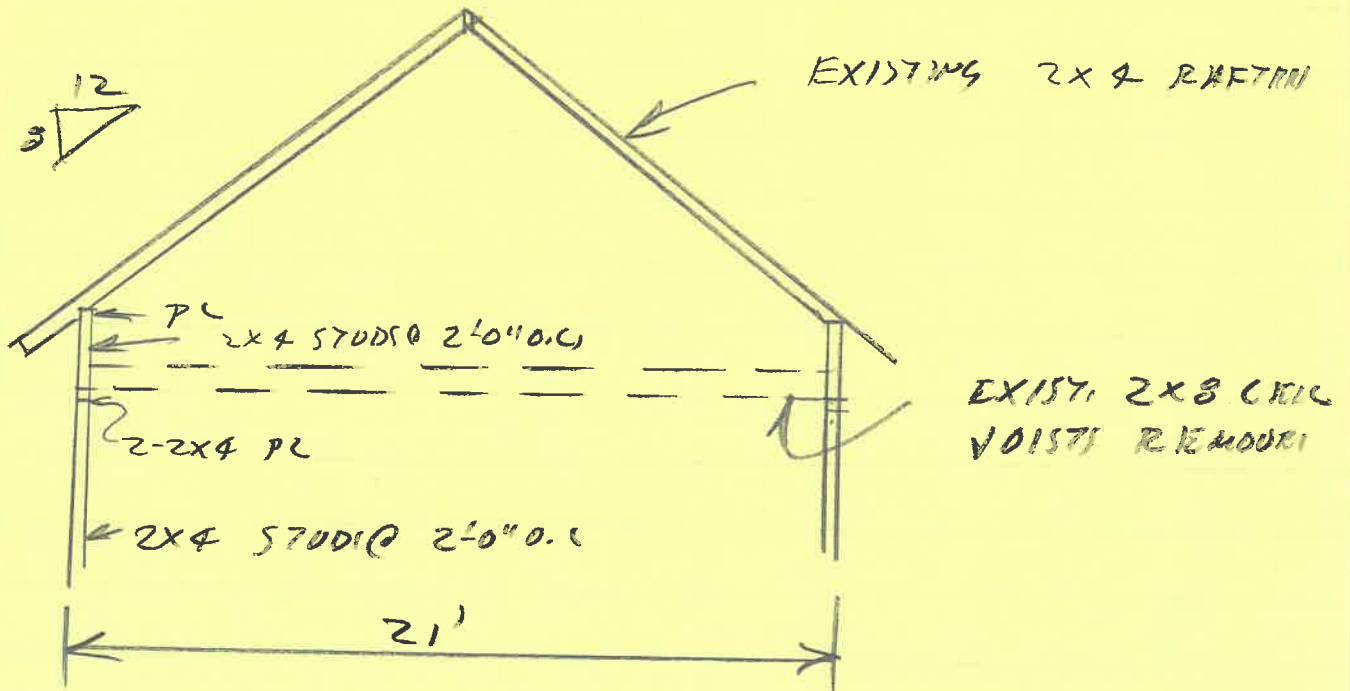 12
8
EXISTING 2X4 RAFTER
PL
2X4 STUDS@ 2'-0" O.C.
2-2X4 PL
EXIST. 2X8 CEIL
JOISTS REMOVED
2X4 STUDS@ 2'-0" O.C
21'